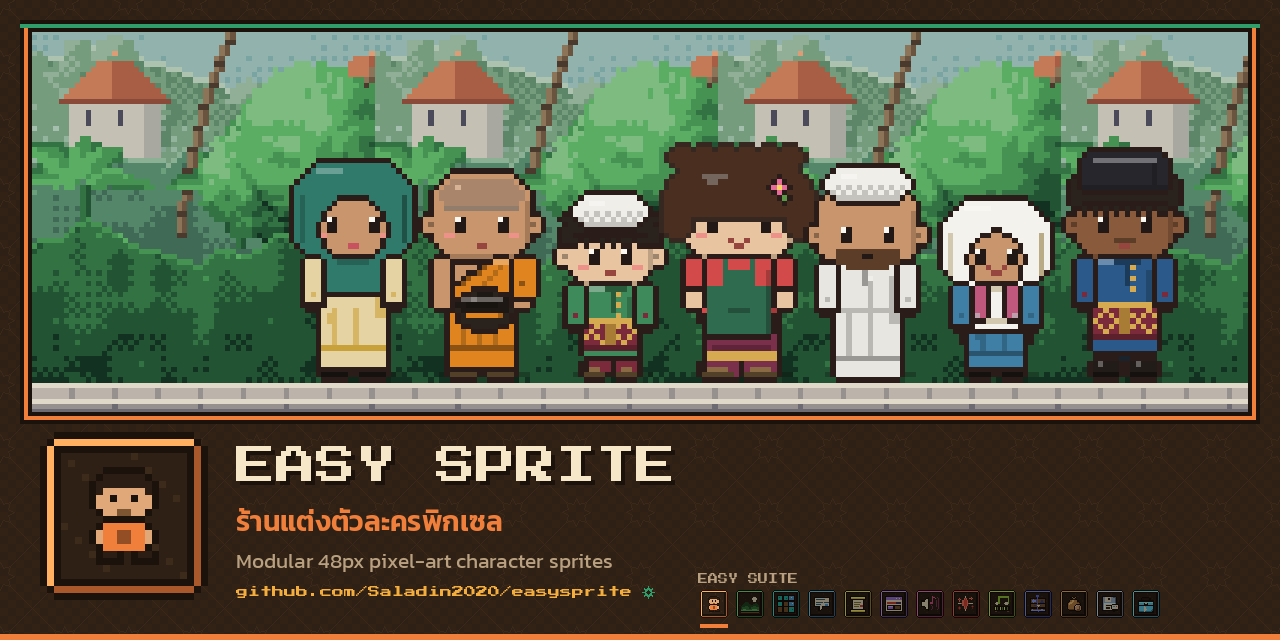 EASY SPRITE
ร้านแต่งตัวละครพิกเซล
Modular 48px pixel-art character sprites
github.com/Saladin2020/easysprite
EASY SUITE